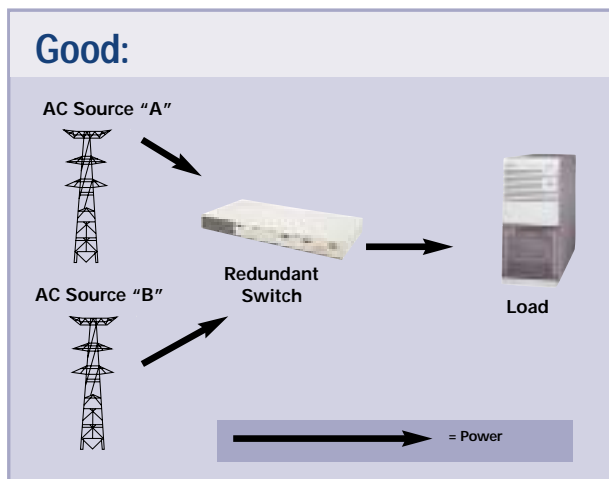 Good:
AC Source “A”
Redundant
Switch
Load
AC Source “B”
= Power